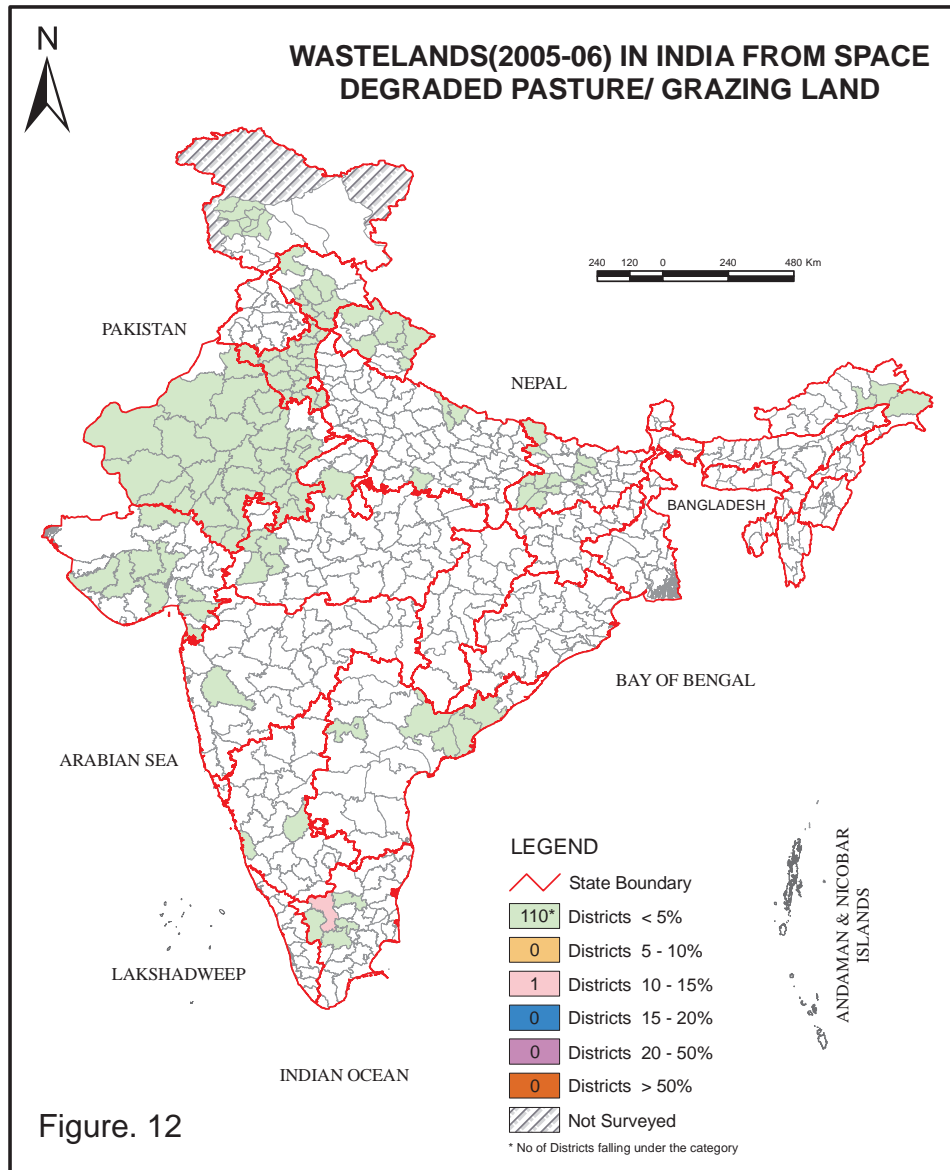 N
WASTELANDS(2005-06) IN INDIA FROM SPACE
DEGRADED PASTURE/ GRAZING LAND
240 120 0 240 480 Km
PAKISTAN
NEPAL
BANGLADESH
BAY OF BENGAL
ARABIAN SEA
LAKSHADWEEP
INDIAN OCEAN
ANDAMAN & NICOBAR
ISLANDS
LEGEND
State Boundary
110* Districts < 5%
0 Districts 5 - 10%
1 Districts 10 - 15%
0 Districts 15 - 20%
0 Districts 20 - 50%
0 Districts > 50%
Not Surveyed
* No of Districts falling under the category
Figure. 12